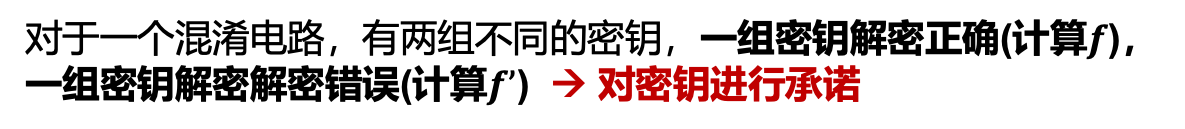 对于一个混淆电路，有两组不同的密钥，一组密钥解密正确(计算f)，
一组密钥解密解密错误(计算f’) → 对密钥进行承诺